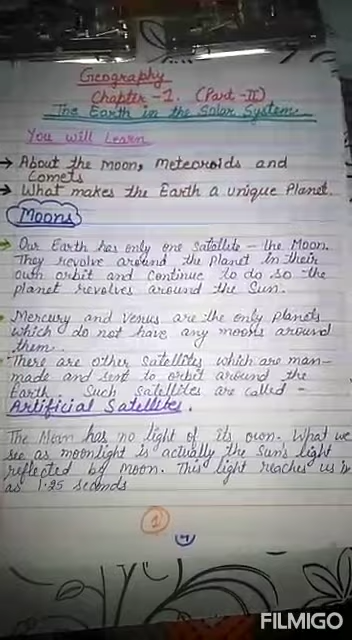 Geography
Chapter-1. (Part-II)
The Earth in the Solar System
You will Learn
→ About the Moon, Meteoroids and
Comets
→ What makes the Earth a unique Planet.
Moons
→ Our Earth has only one Satellite - the Moon.
They revolve around the Planet in their
own orbit and continue to do so the
planet revolves around the Sun.
Mercury and Venus are the only planets
which do not have any moons around
them.
There are other Satellites which are man-
made and sent to orbit around the
Earth. Such Satellites are called -
Artificial Satellites.
The Moon has no light of its own. What we
see as moonlight is actually the Sun's light
reflected by Moon. This light reaches us in
as 1.25 seconds
1
FILMIGO